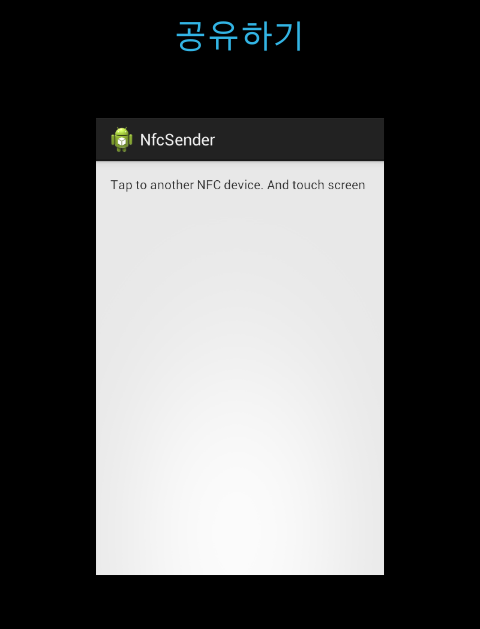 공유하기
NfcSender
Tap to another NFC device. And touch screen